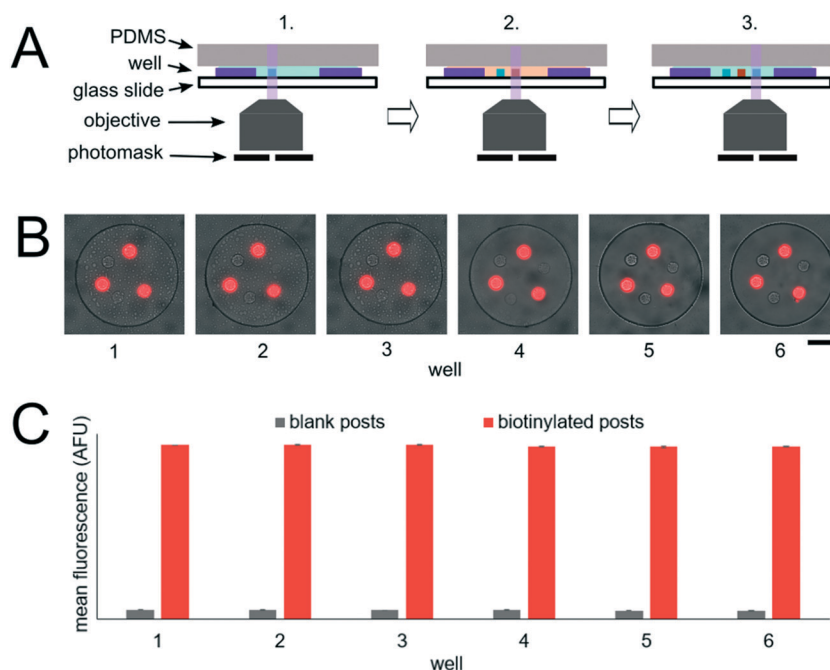 A
1.
2.
3.
PDMS
well
glass slide
objective
photomask
B
1
2
3
4
5
6
well
C
blank posts
biotinylated posts
mean fluorescence (AFU)
1
2
3
4
5
6
well